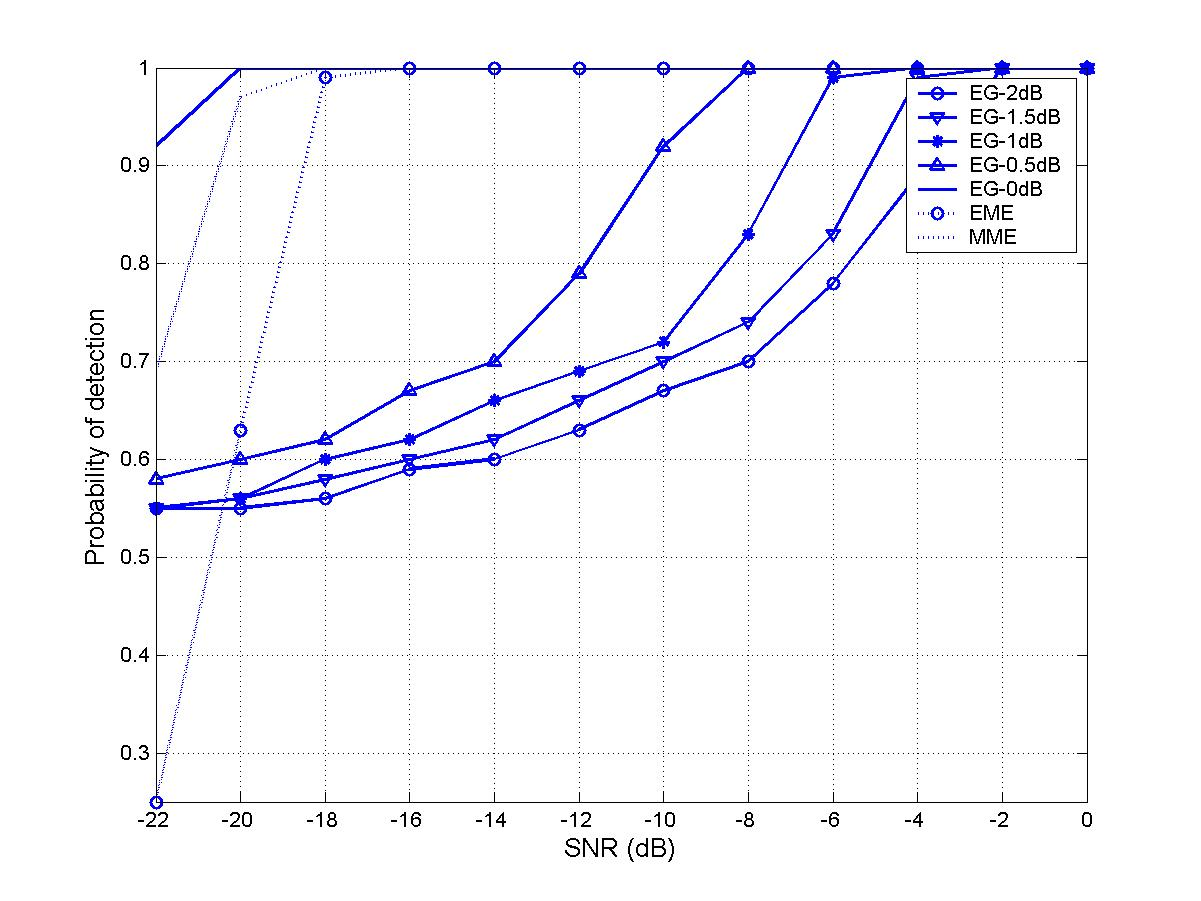 1
0.9
0.8
0.7
0.6
0.5
0.4
0.3
Probability of detection
EG-2dB
EG-1.5dB
EG-1dB
EG-0.5dB
EG-0dB
EME
MME
-22 -20 -18 -16 -14 -12 -10 -8 -6 -4 -2 0
SNR (dB)